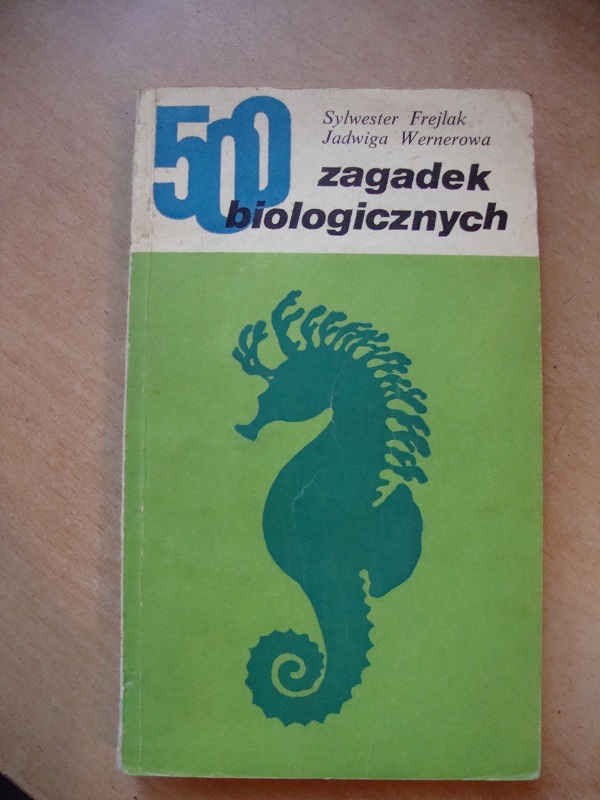 Sylwester Frejlak
Jadwiga Wernerowa
500 zagadek
biologicznych